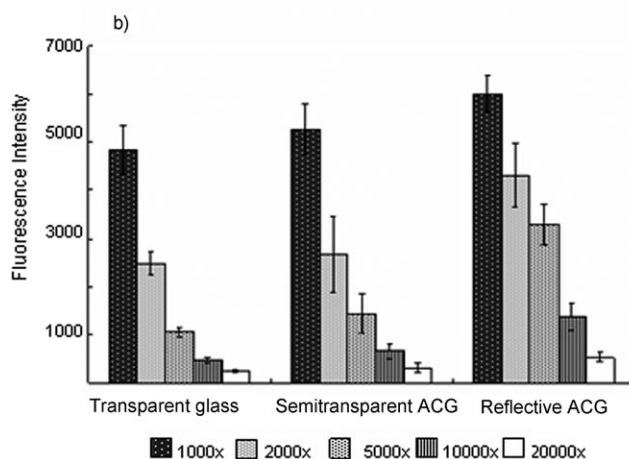 b)
7000
5000
3000
1000
Fluorescence Intensity
Transparent glass Semitransparent ACG Reflective ACG
1000x 2000x 5000x 10000x 20000x